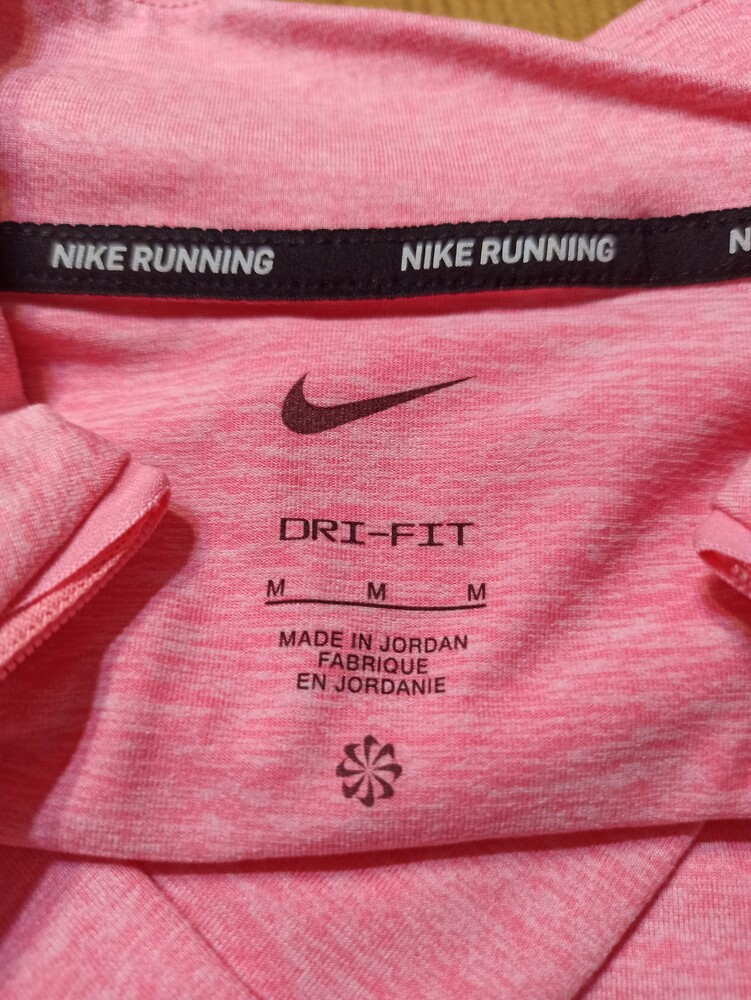 NIKE RUNNING NIKE RUNNING N
DRI-FIT
M M M
MADE IN JORDAN
FABRIQUE
EN JORDANIE